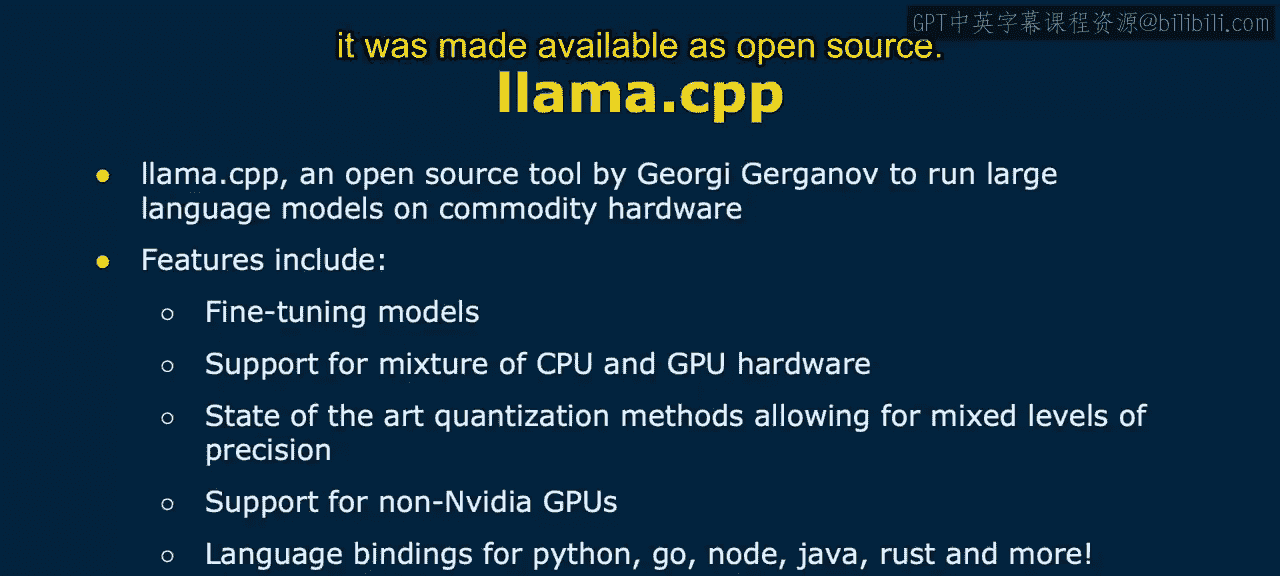 GPT中英字幕课程资源@bilibili.com
it was made available as open source.
llama.cpp
● llama.cpp, an open source tool by Georgi Gerganov to run large
language models on commodity hardware
● Features include:
○ Fine-tuning models
○ Support for mixture of CPU and GPU hardware
○ State of the art quantization methods allowing for mixed levels of
precision
○ Support for non-Nvidia GPUs
○ Language bindings for python, go, node, java, rust and more!